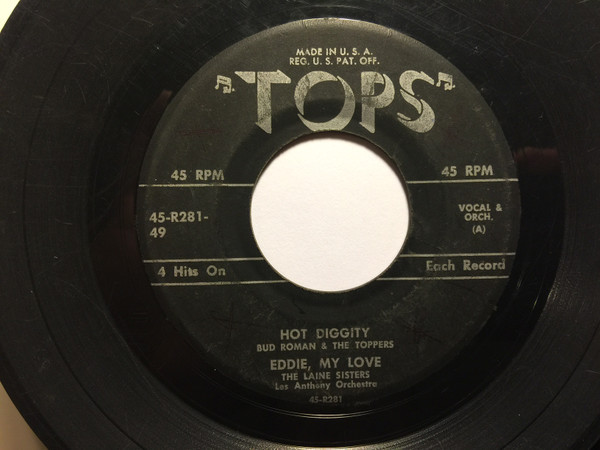 MADE IN U. S. A.
REG. U. S. PAT. OFF.
"TOPS"
45 RPM
45 RPM
45-R281-
49
VOCAL &
ORCH.
(A)
4 Hits On
Each Record
HOT DIGGITY
BUD ROMAN & THE TOPPERS
EDDIE, MY LOVE
THE LAINE SISTERS
Les Anthony Orchestra
45-R281